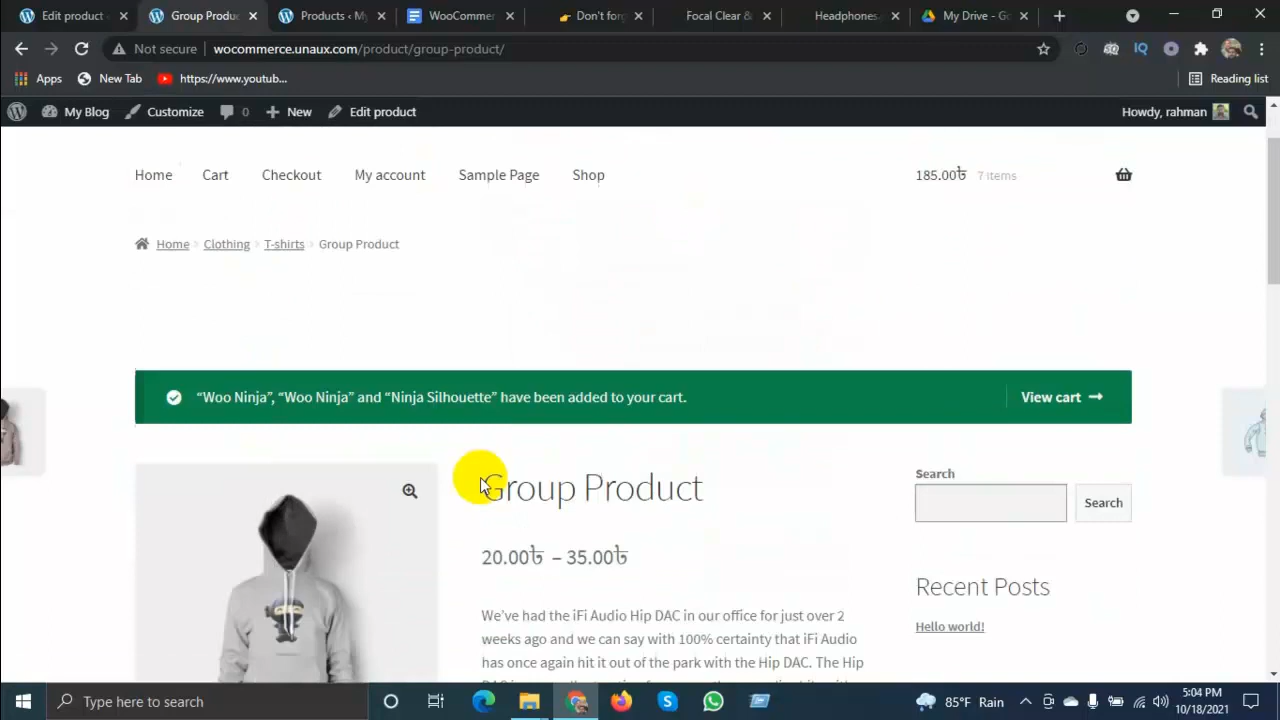 Edit product
Group Produc
Products ‹ My
WooCommer
👉 Don't forg
Focal Clear &
Headphones.
My Drive - Go
Not secure
wocommerce.unaux.com/product/group-product/
IQ
Apps
New Tab
https://www.youtub...
Reading list
My Blog
Customize
0
New
Edit product
Howdy, rahman
Home
Cart
Checkout
My account
Sample Page
Shop
185.00৳ 7 items
Home
Clothing
T-shirts
Group Product
“Woo Ninja”, “Woo Ninja” and “Ninja Silhouette” have been added to your cart.
View cart →
Group Product
20.00৳ – 35.00৳
We’ve had the iFi Audio Hip DAC in our office for just over 2
weeks ago and we can say with 100% certainty that iFi Audio
has once again hit it out of the park with the Hip DAC. The Hip
Search
Search
Recent Posts
Hello world!
Type here to search
85°F Rain
5:04 PM
10/18/2021